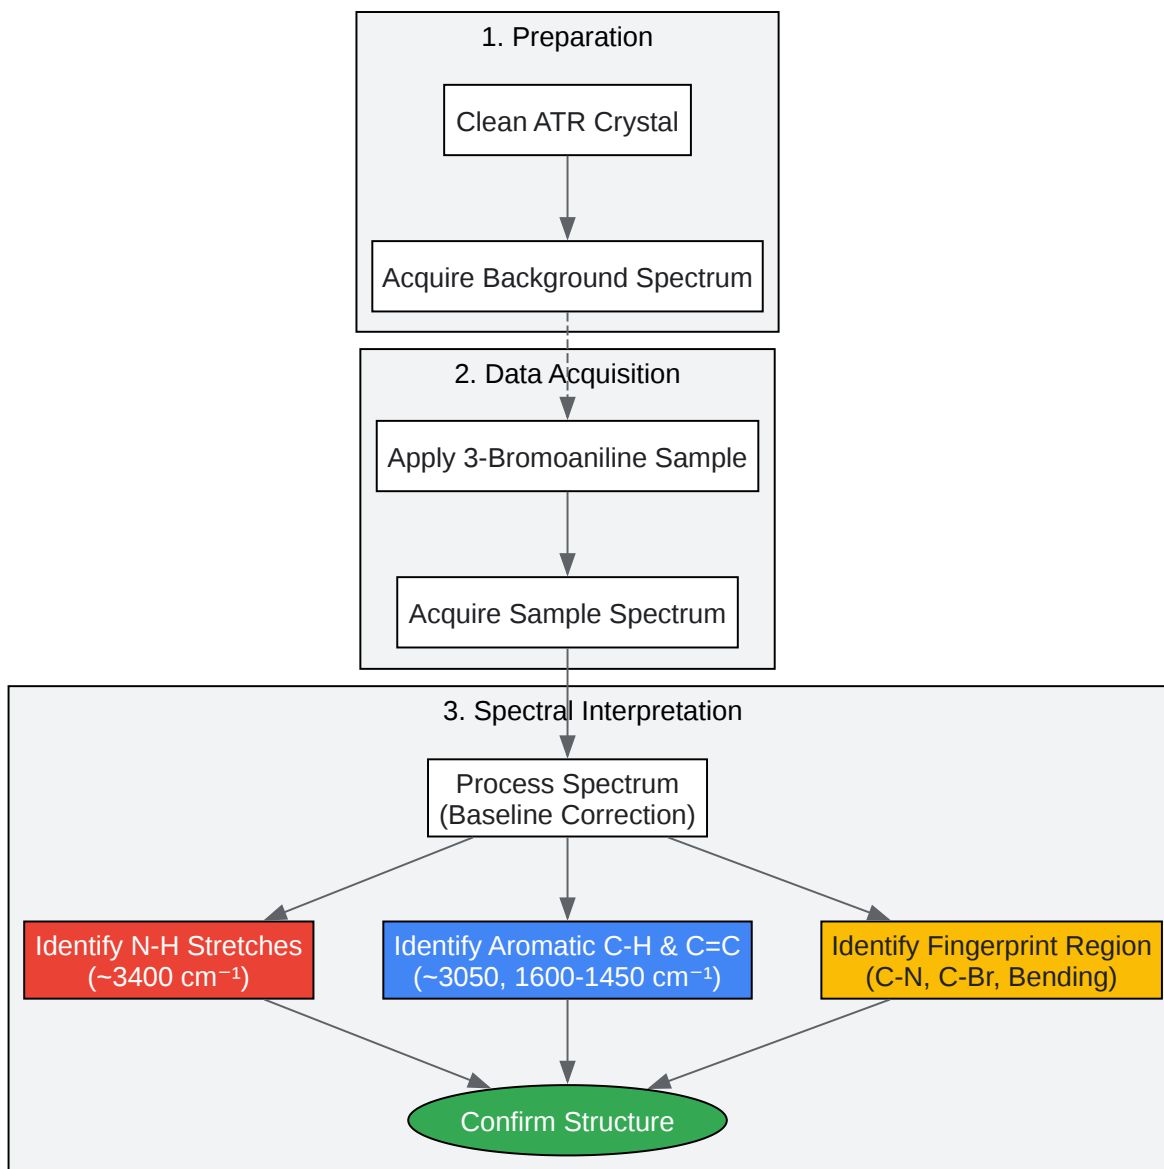 1. Preparation
Clean ATR Crystal
Acquire Background Spectrum
2. Data Acquisition
Apply 3-Bromoaniline Sample
Acquire Sample Spectrum
3. Spectral Interpretation
Process Spectrum
(Baseline Correction)
Identify N-H Stretches
(~3400 cm⁻¹)
Identify Aromatic C-H & C=C
(~3050, 1600-1450 cm⁻¹)
Identify Fingerprint Region
(C-N, C-Br, Bending)
Confirm Structure